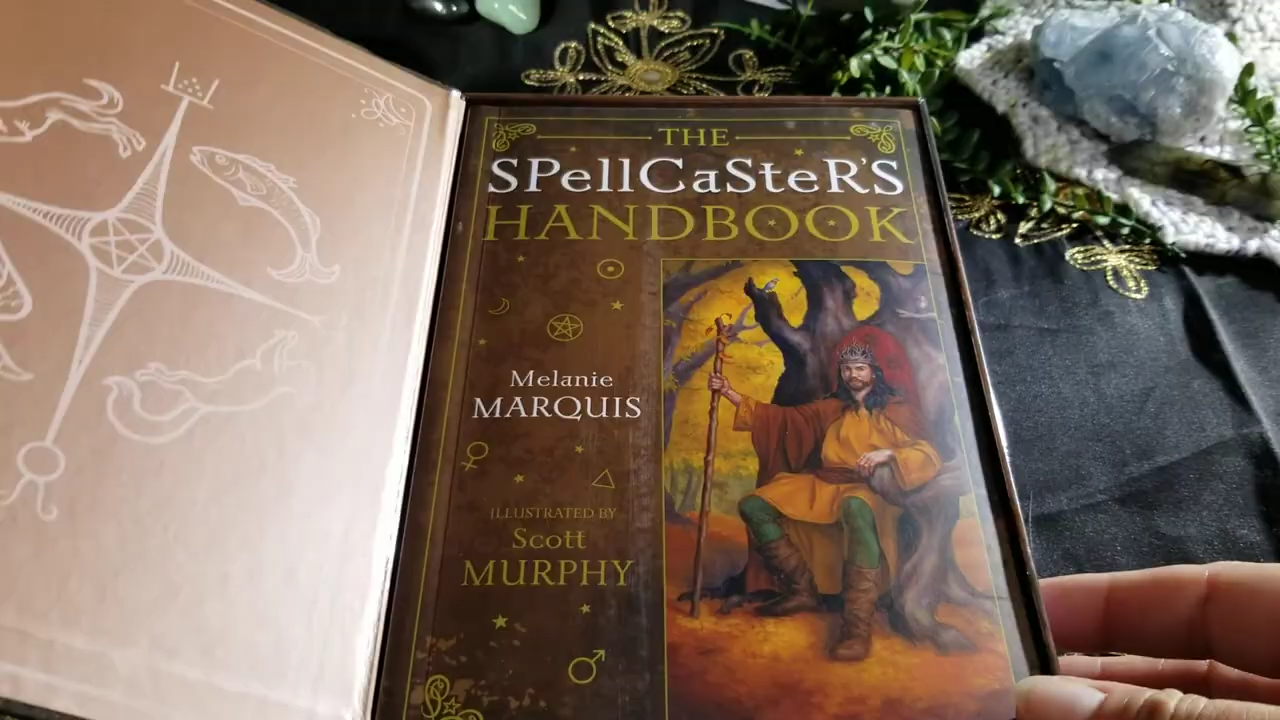 THE
SPellCaSteR'S
HANDBOOK
Melanie
MARQUIS
ILLUSTRATED BY
Scott
MURPHY